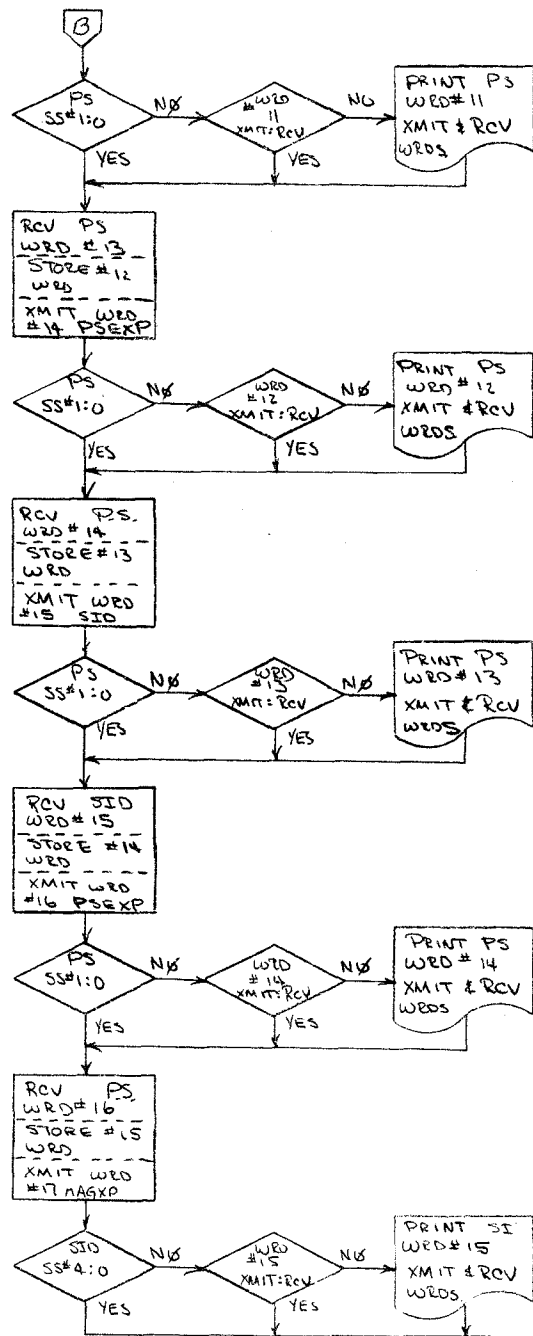 B
PS
SS#1:0
NØ
#WRD
11
XMIT:RCV
NO
PRINT PS
WRD#11
XMIT & RCV
WRDS
YES
YES
RCV PS
WRD #13
STORE #12
WRD
XMIT WRD
#14 PSEXP
PS
SS#1:0
NØ
WRD
#12
XMIT:RCV
NØ
PRINT PS
WRD #12
XMIT & RCV
WRDS
YES
YES
RCV P.S.
WRD #14
STORE #13
WRD
XMIT WRD
#15 SID
PS
SS#1:0
NØ
WRD
#13
XMIT:RCV
NØ
PRINT PS
WRD #13
XMIT & RCV
WRDS
YES
YES
RCV SID
WRD #15
STORE #14
WRD
XMIT WRD
#16 PSEXP
PS
SS#1:0
NØ
WRD
#14
XMIT:RCV
NØ
PRINT PS
WRD #14
XMIT & RCV
WRDS
YES
YES
RCV PS
WRD #16
STORE #15
WRD
XMIT WRD
#17 MAGXP
SID
SS#4:0
NØ
WRD
#15
XMIT:RCV
NØ
PRINT SI
WRD #15
XMIT & RCV
WRDS
YES
YES